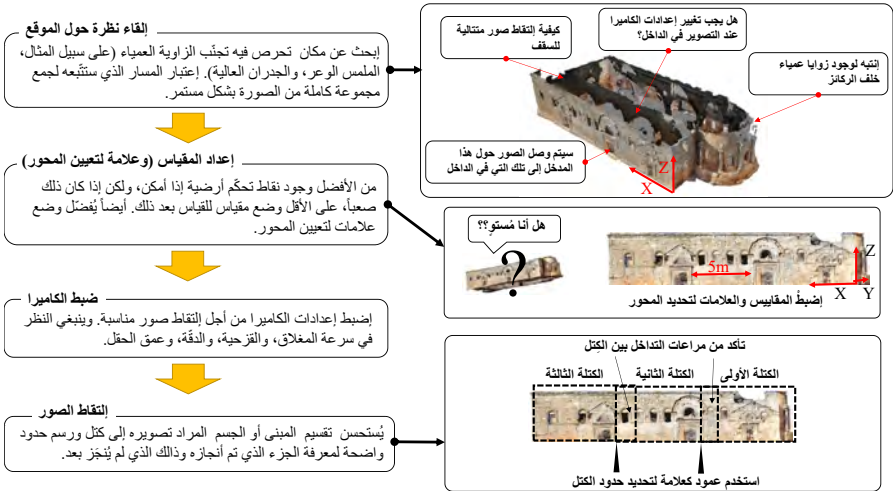 إلقاء نظرة حول الموقع
إبحث عن مكان تحرص فيه تجنّب الزاوية العمياء (على سبيل المثال،
الملمس الوعر، والجدران العالية). إعتبار المسار الذي ستتّبعه لجمع
مجموعة كاملة من الصورة بشكل مستمر.
إعداد المقياس (وعلامة لتعيين المحور)
من الأفضل وجود نقاط تحكّم أرضية إذا أمكن، ولكن إذا كان ذلك
صعباً، على الأقل وضع مقياس للقياس بعد ذلك. أيضاً يُفضّل وضع
علامات لتعيين المحور.
ضبط الكاميرا
إضبط إعدادات الكاميرا من أجل إلتقاط صور مناسبة. وينبغي النظر
في سرعة المغلاق، والقزحية، والدقّة، وعمق الحقل.
إلتقاط الصور
يُستحسن تقسيم المبنى أو الجسم المراد تصويره إلى كتل ورسم حدود
واضحة لمعرفة الجزء الذي تم أنجازه وذالك الذي لم يُنجَز بعد.
هل يجب تغيير إعدادات الكاميرا
عند التصوير في الداخل؟
كيفية إلتقاط صور متتالية
للسقف
إنتبه لوجود زوايا عمياء
خلف الركائز
سيتم وصل الصور حول هذا
المدخل إلى تلك التي في الداخل
Z
X
هل أنا مُستوٍ؟؟
?
5m
Z
X
Y
إضبطْ المقاييس والعلامات لتحديد المحور
تأكد من مراعات التداخل بين الكِتل
الكتلة الأولى
الكتلة الثانية
الكتلة الثالثة
استخدم عمود كعلامة لتحديد حدود الكتل